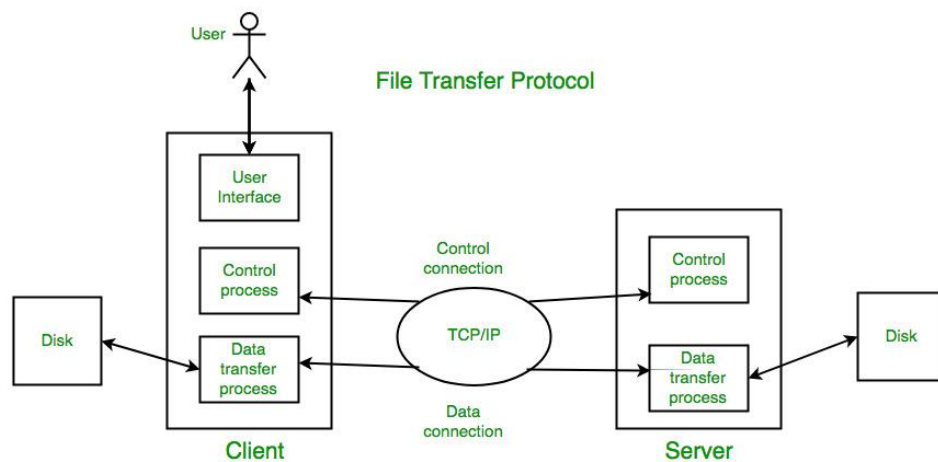 User
File Transfer Protocol
User
Interface
Control
process
Control
connection
Control
process
Disk
Data
transfer
process
TCP/IP
Data
transfer
process
Disk
Data
connection
Client
Server